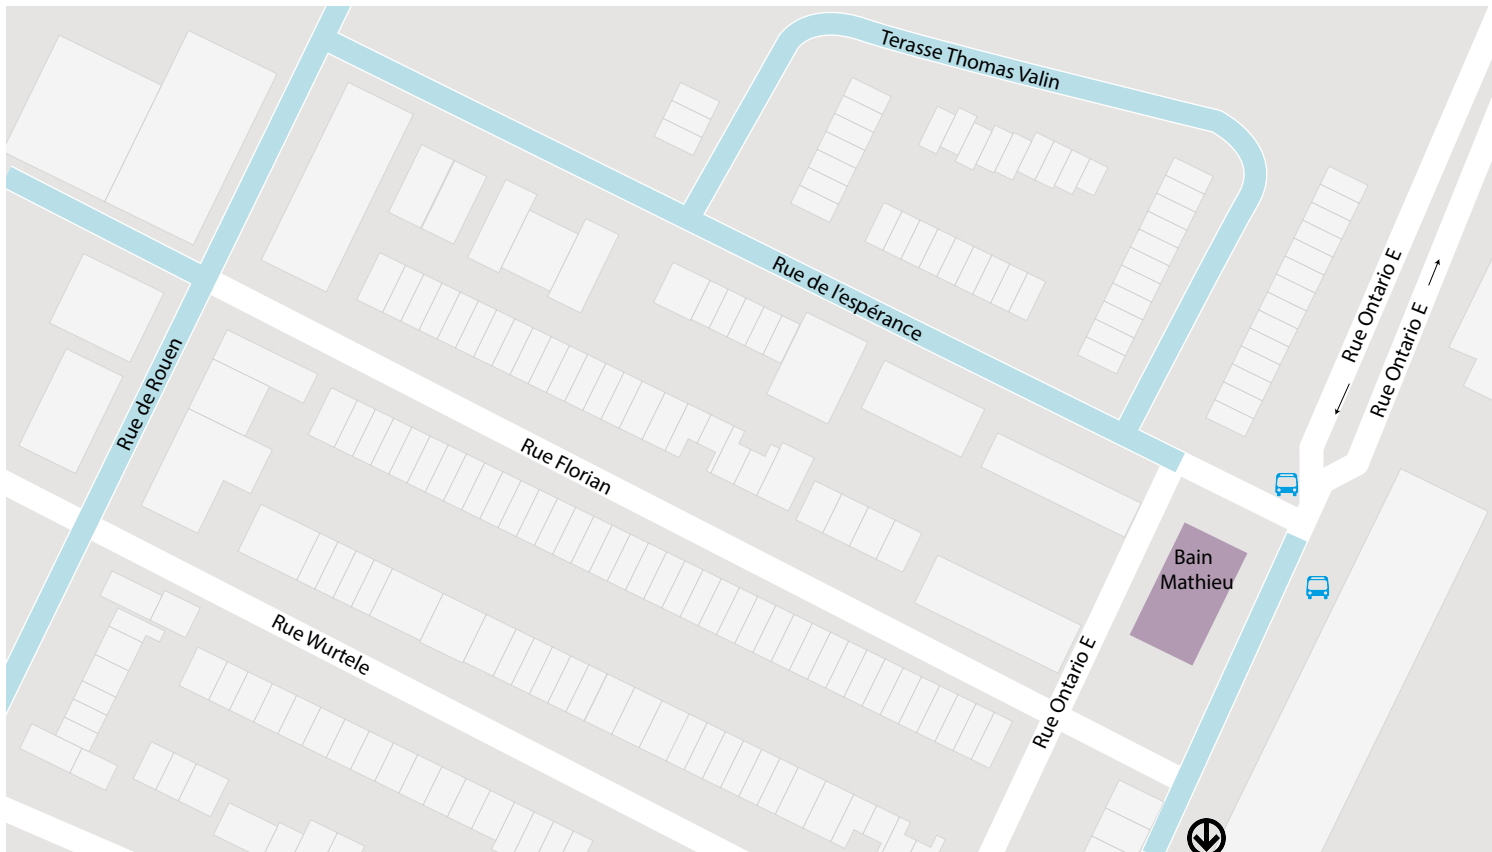 Terasse Thomas Valin
Rue de l'espérance
Rue Ontario E
Rue Ontario E
Rue de Rouen
Rue Florian
Bain
Mathieu
Rue Wurtele
Rue Ontario E